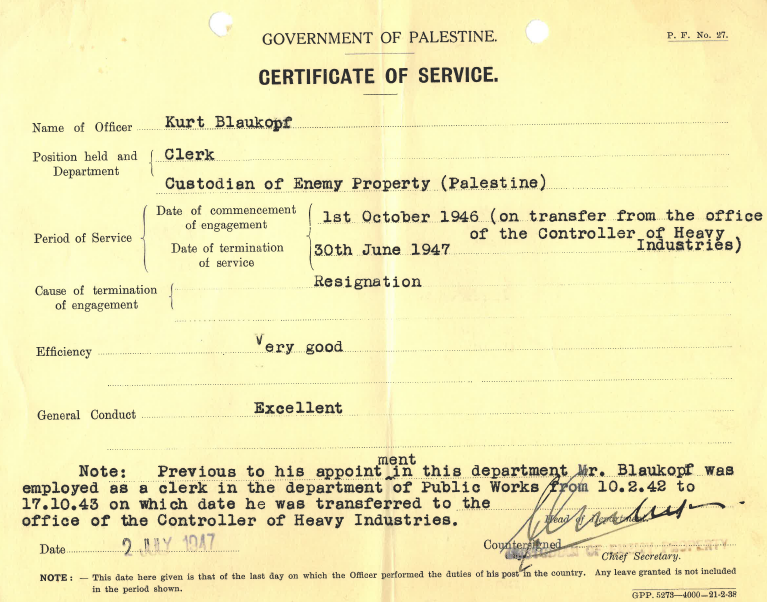 GOVERNMENT OF PALESTINE.
P. F. No. 27.
CERTIFICATE OF SERVICE.
Name of Officer Kurt Blaukopf
Position held and Department Clerk
Custodian of Enemy Property (Palestine)
Period of Service
Date of commencement of engagement 1st October 1946 (on transfer from the office
of the Controller of Heavy
Industries)
Date of termination of service 30th June 1947
Cause of termination of engagement Resignation
Efficiency Very good
General Conduct Excellent
ment
Note: Previous to his appoint in this department Mr. Blaukopf was
employed as a clerk in the department of Public Works from 10.2.42 to
17.10.43 on which date he was transferred to the
office of the Controller of Heavy Industries.
Head of Department
Date 2 JULY 1947
Countersigned
OF ENEMY PROPERTY
Chief Secretary.
NOTE : — This date here given is that of the last day on which the Officer performed the duties of his post in the country. Any leave granted is not included
in the period shown.
GPP. 5273—4000—21-2-38